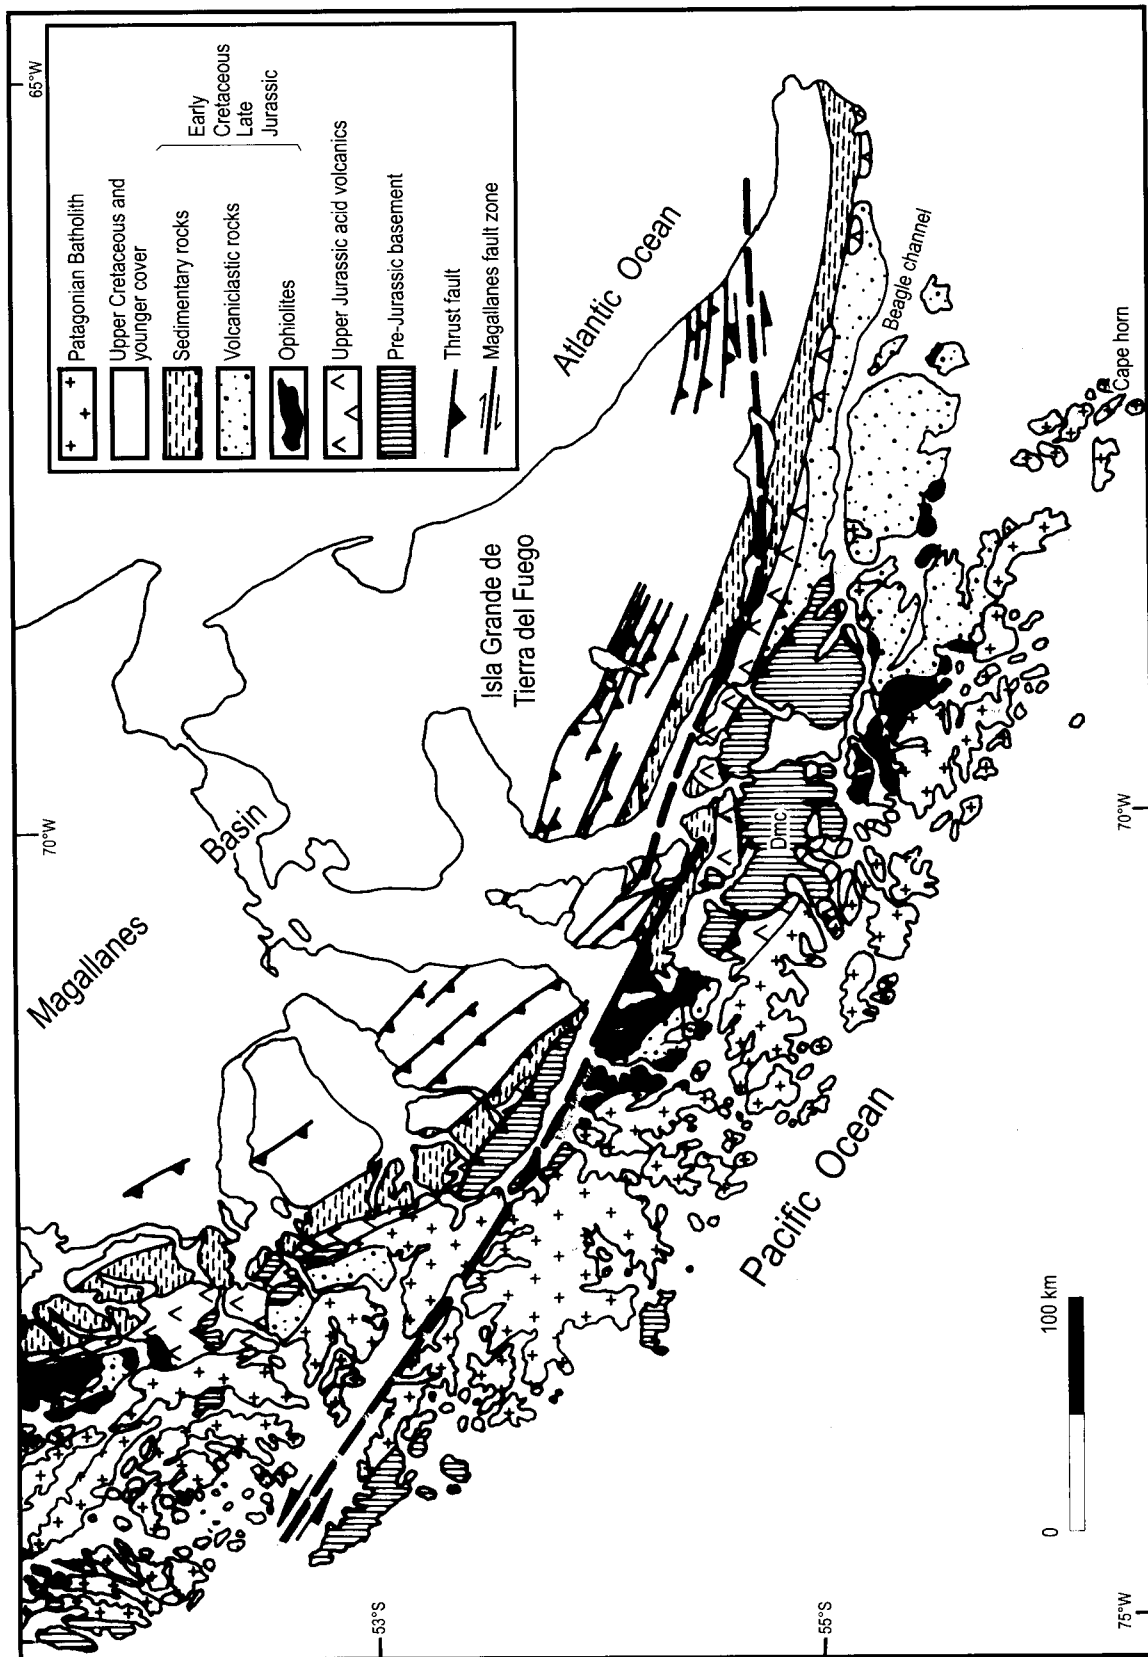 65°W
70°W
75°W
53°S
55°S
Patagonian Batholith
Upper Cretaceous and
younger cover
Sedimentary rocks
Volcaniclastic rocks
Ophiolites
Early
Cretaceous
Late
Jurassic
Upper Jurassic acid volcanics
Pre-Jurassic basement
Thrust fault
Magallanes fault zone
Magallanes
Basin
Atlantic Ocean
Isla Grande de
Tierra del Fuego
Beagle channel
Cape horn
Dmc
Pacific Ocean
0
100 km